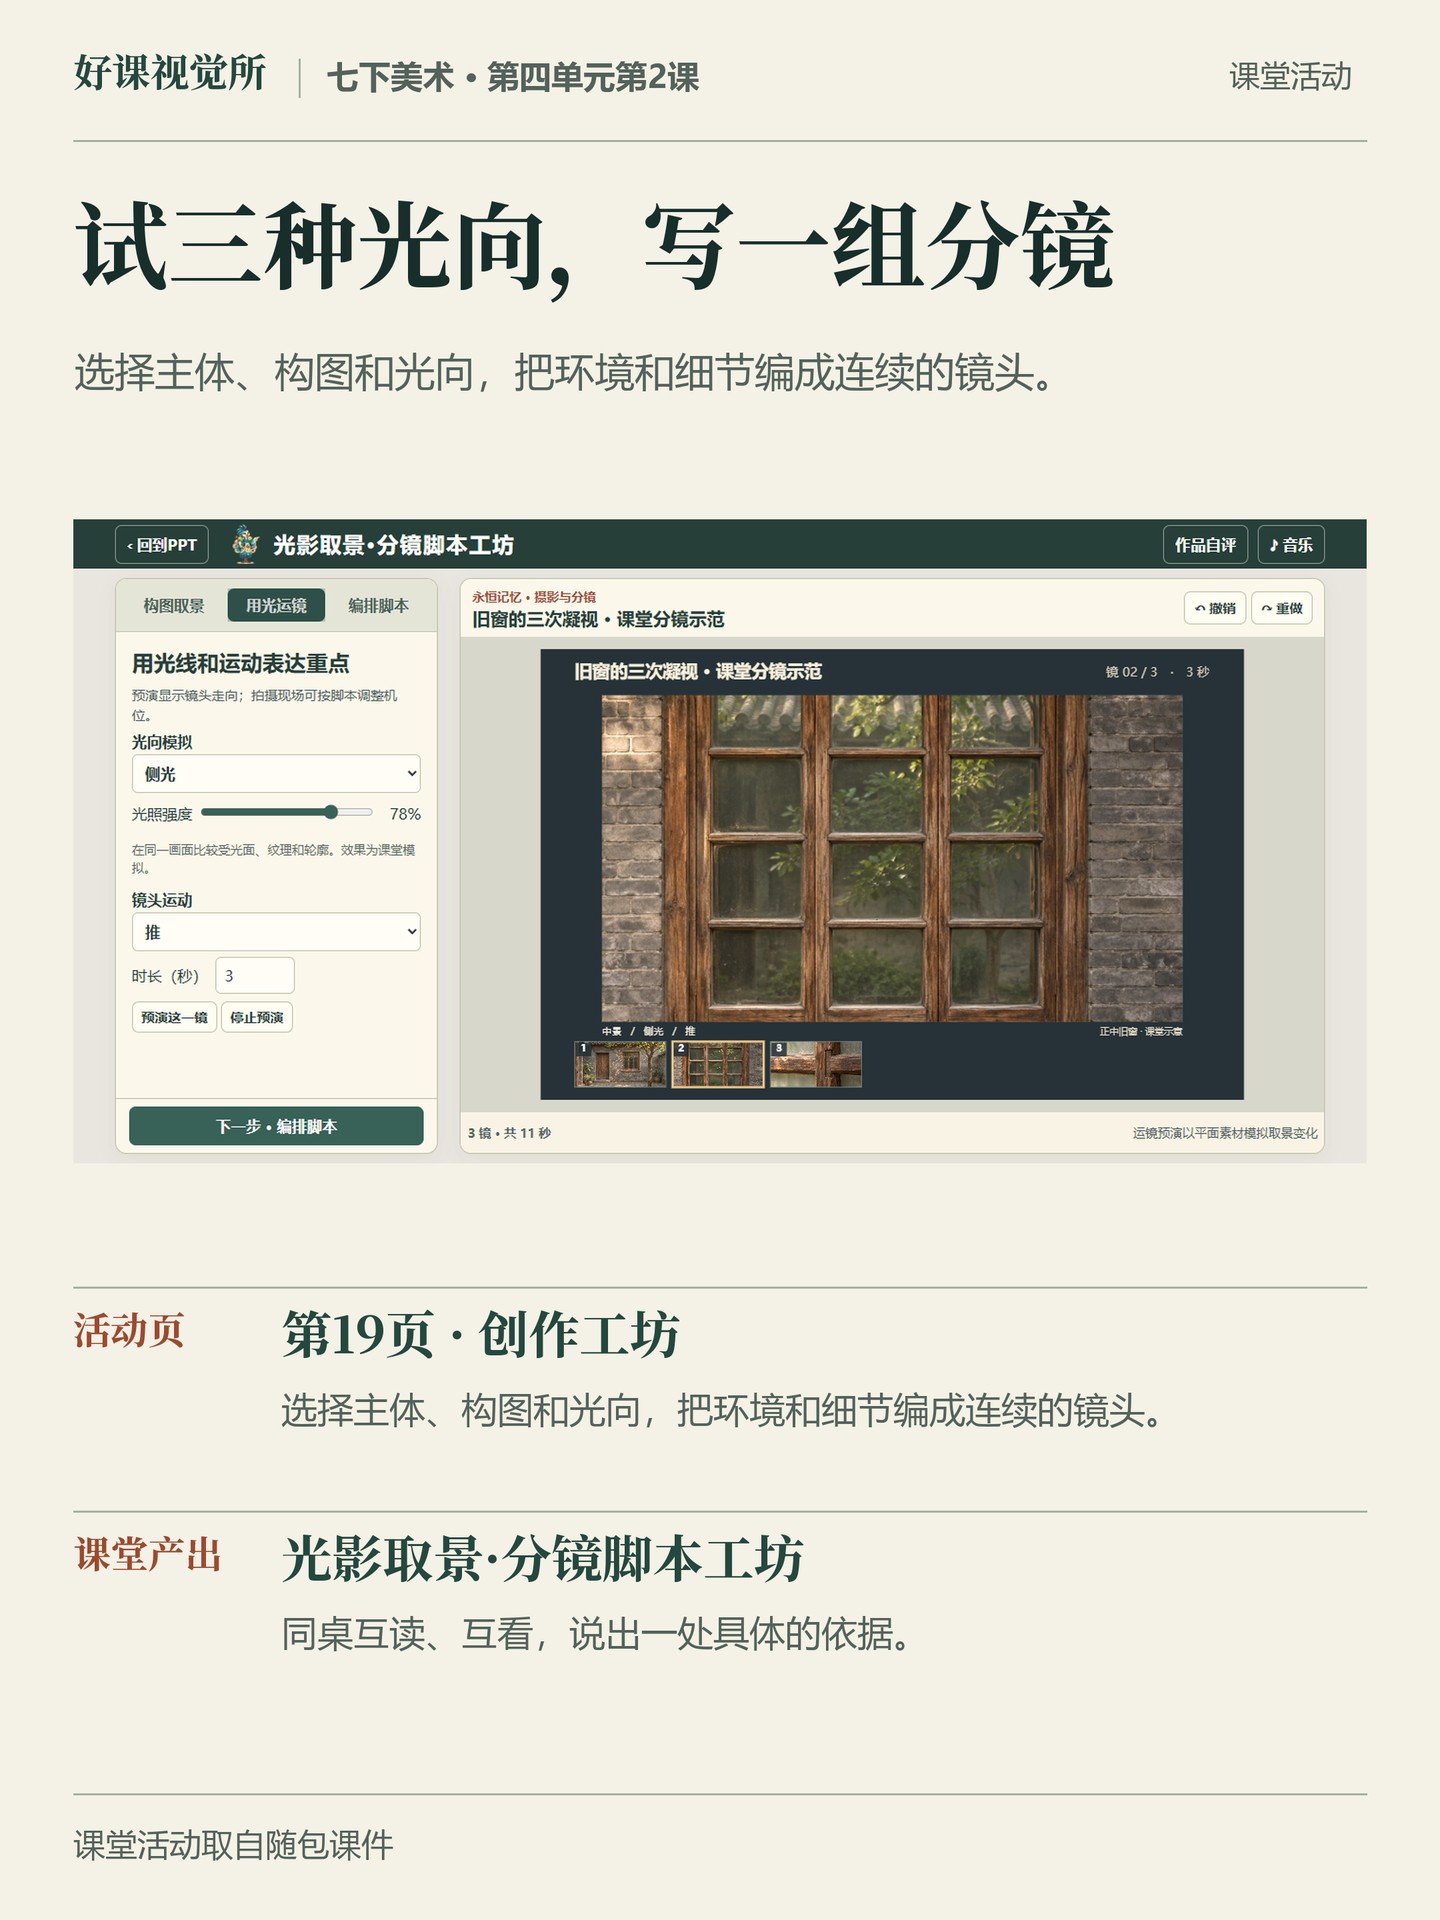 好课视觉所
七下美术 • 第四单元第2课
课堂活动
试三种光向，写一组分镜
选择主体、构图和光向，把环境和细节编成连续的镜头。
‹ 回到PPT
光影取景·分镜脚本工坊
作品自评
♪ 音乐
构图取景
用光运镜
编排脚本
用光线和运动表达重点
预演显示镜头走向；拍摄现场可按脚本调整机
位。
光向模拟
侧光
光照强度
78%
在同一画面比较受光面、纹理和轮廓。效果为课堂模
拟。
镜头运动
推
时长（秒）
3
预演这一镜
停止预演
下一步 • 编排脚本
永恒记忆 • 摄影与分镜
旧窗的三次凝视 • 课堂分镜示范
↶ 撤销
↷ 重做
旧窗的三次凝视 • 课堂分镜示范
镜 02 / 3 · 3 秒
中景 / 侧光 / 推
正中旧窗 · 课堂示意
1
2
3
3 镜 • 共 11 秒
运镜预演以平面素材模拟取景变化
活动页
第19页 · 创作工坊
选择主体、构图和光向，把环境和细节编成连续的镜头。
课堂产出
光影取景·分镜脚本工坊
同桌互读、互看，说出一处具体的依据。
课堂活动取自随包课件